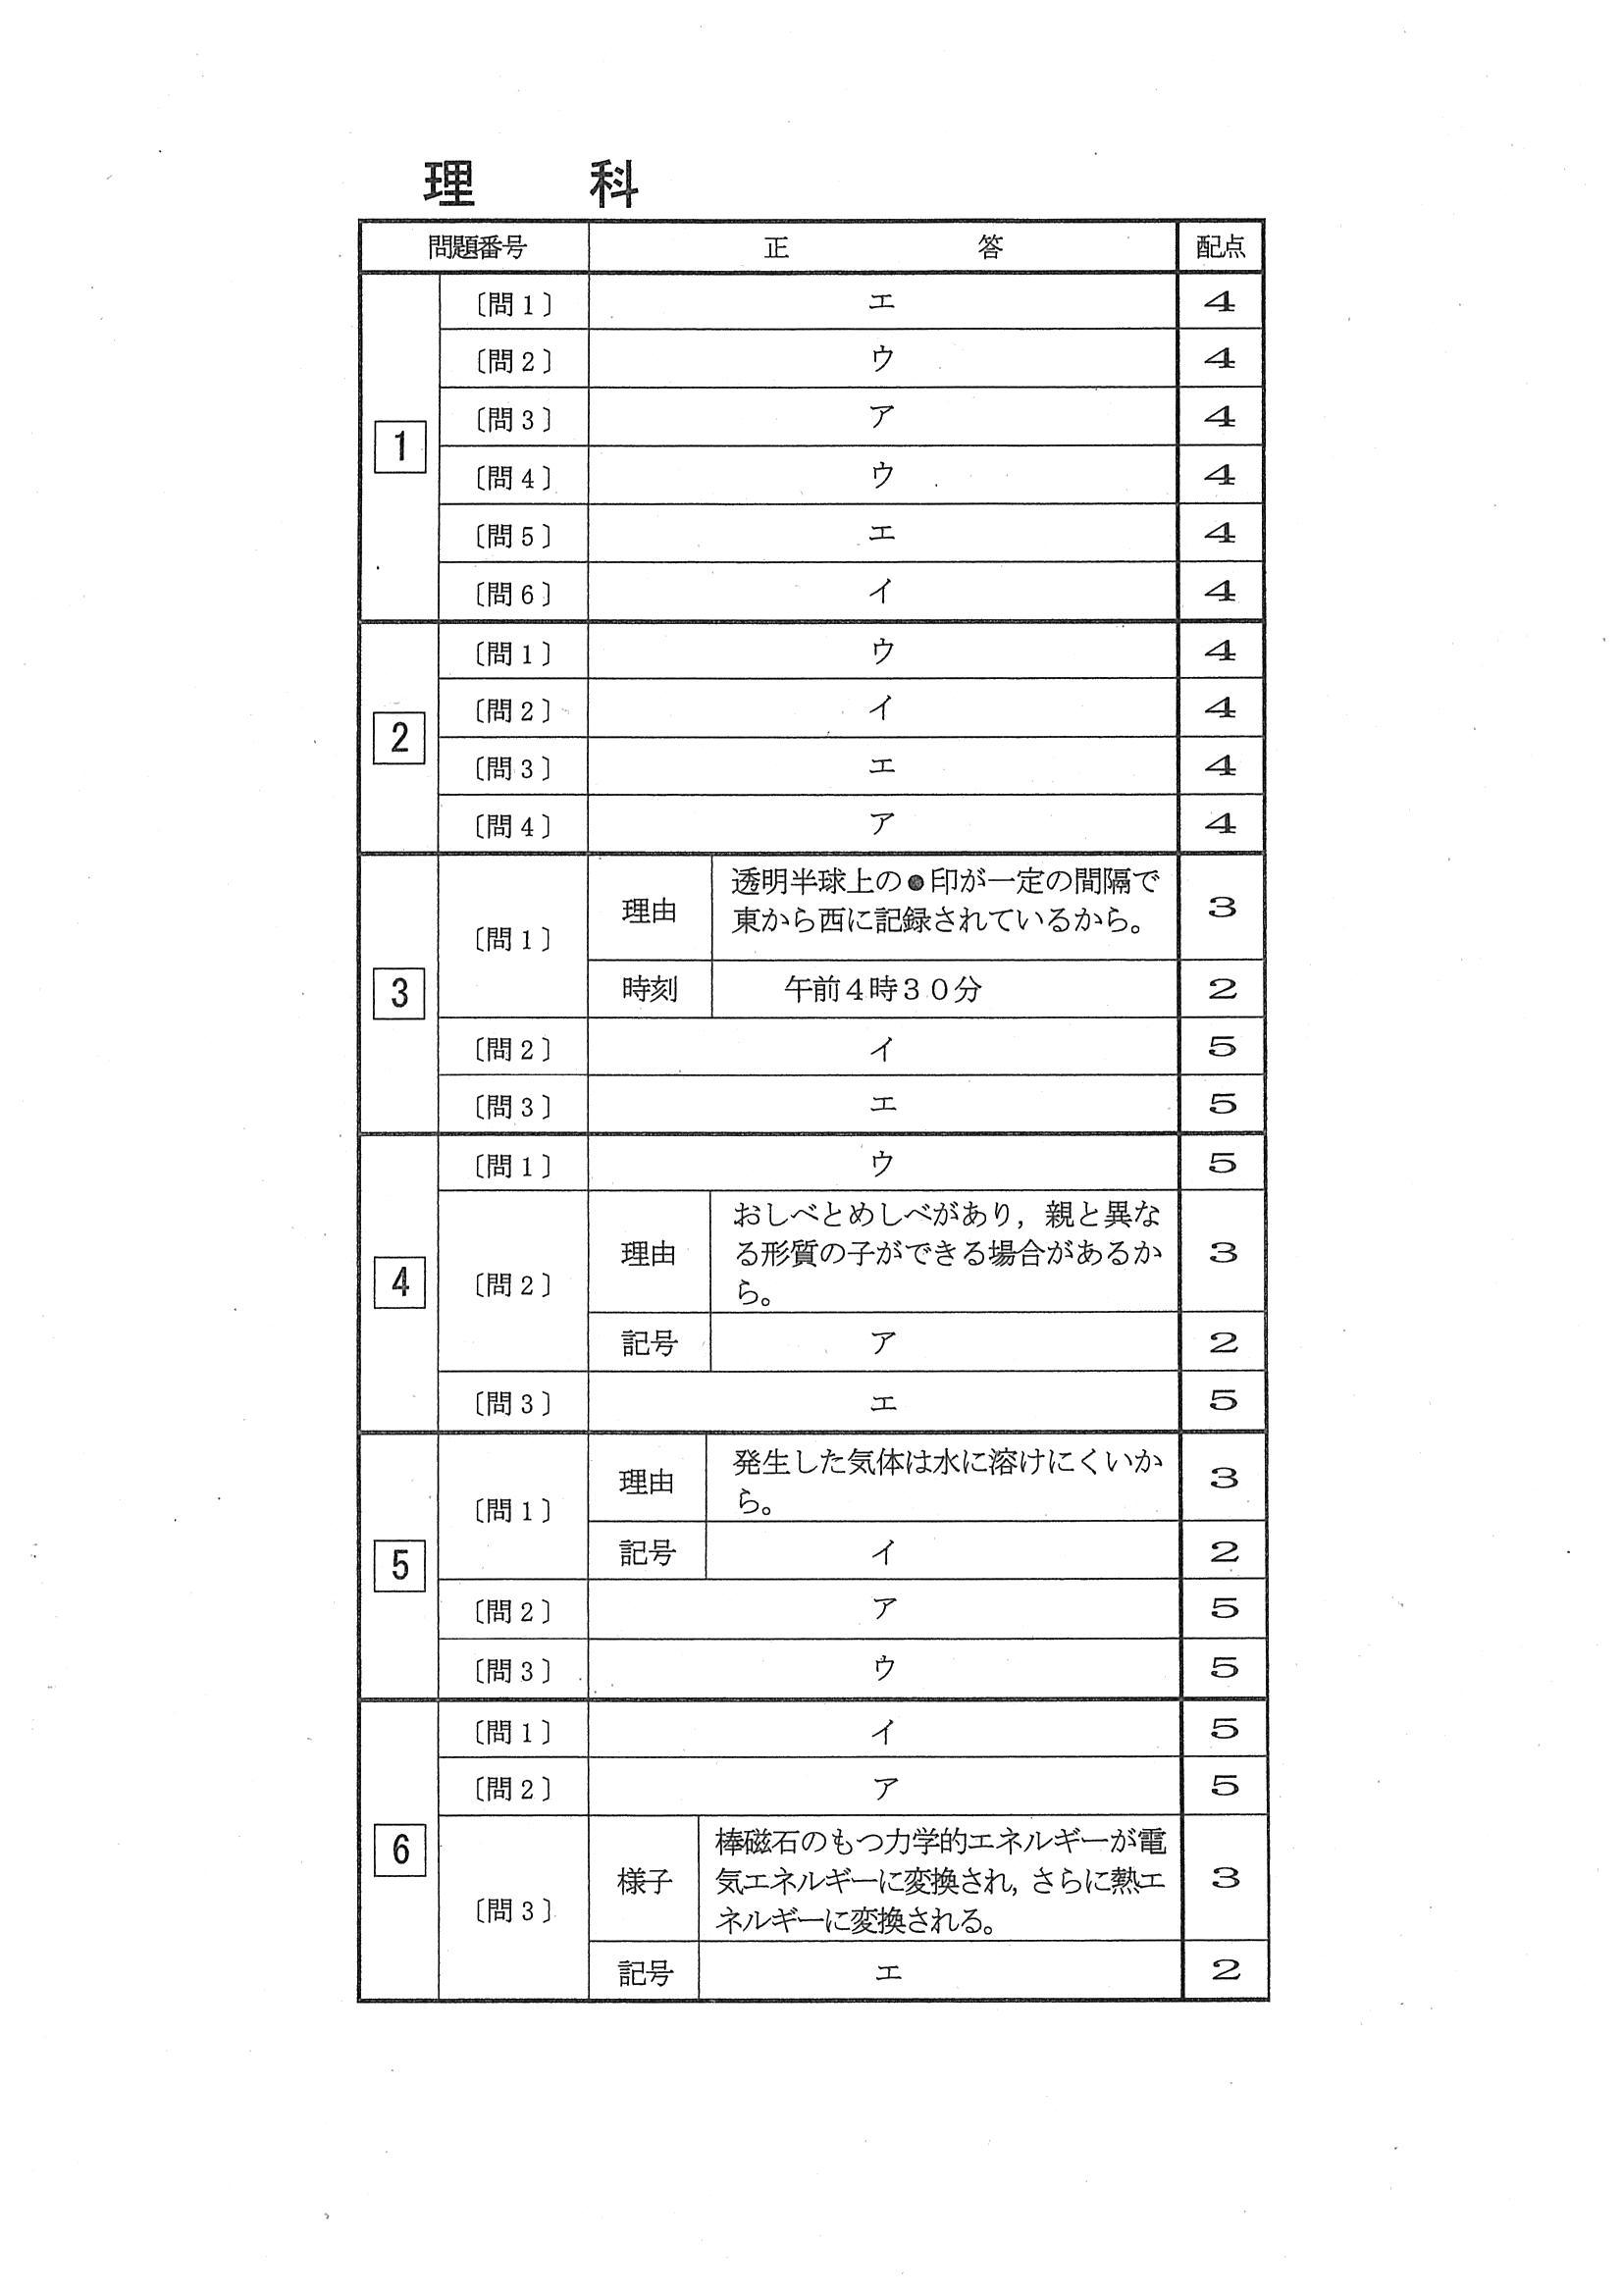 理　科
問題番号 正　答 配点
1
〔問1〕 エ 4
〔問2〕 ウ 4
〔問3〕 ア 4
〔問4〕 ウ 4
〔問5〕 エ 4
〔問6〕 イ 4
2
〔問1〕 ウ 4
〔問2〕 イ 4
〔問3〕 エ 4
〔問4〕 ア 4
3
〔問1〕 理由 透明半球上の●印が一定の間隔で
東から西に記録されているから。 3
時刻 午前4時30分 2
〔問2〕 イ 5
〔問3〕 エ 5
4
〔問1〕 ウ 5
〔問2〕 理由 おしべとめしべがあり，親と異な
る形質の子ができる場合があるか
ら。 3
記号 ア 2
〔問3〕 エ 5
5
〔問1〕 理由 発生した気体は水に溶けにくいか
ら。 3
記号 イ 2
〔問2〕 ア 5
〔問3〕 ウ 5
6
〔問1〕 イ 5
〔問2〕 ア 5
〔問3〕 様子 棒磁石のもつ力学的エネルギーが電
気エネルギーに変換され，さらに熱エ
ネルギーに変換される。 3
記号 エ 2